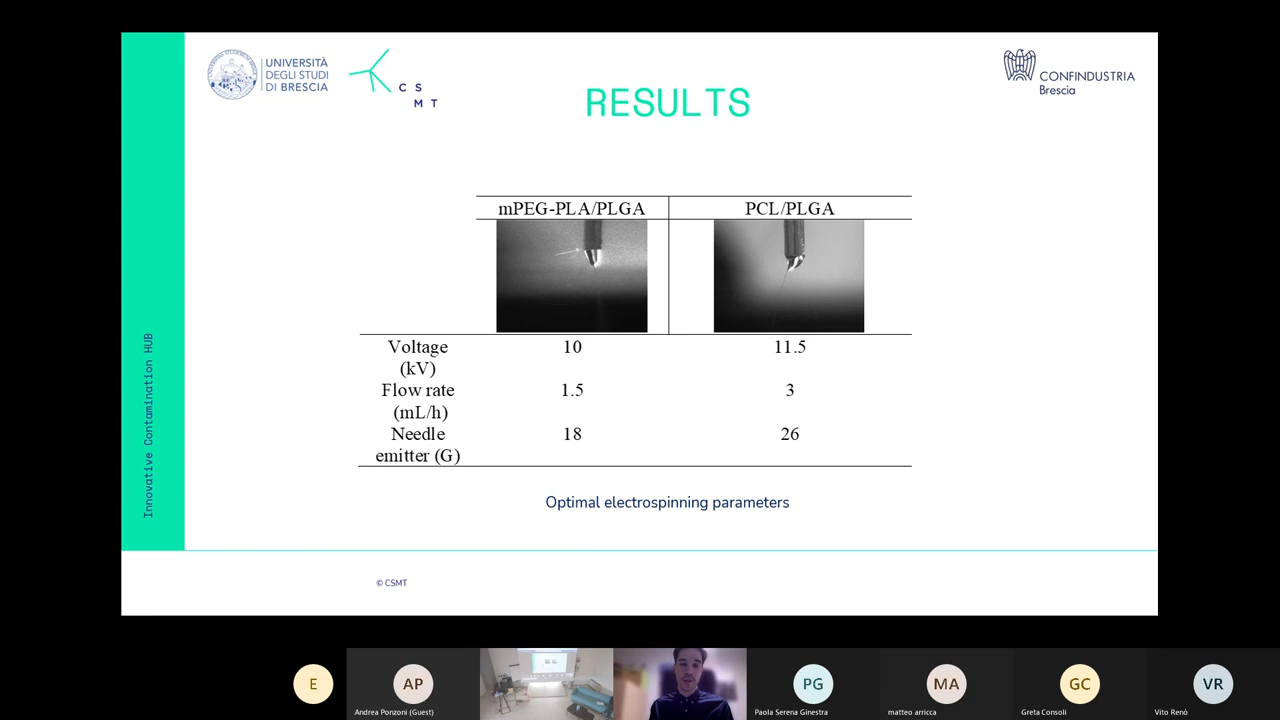 UNIVERSITÀ
DEGLI STUDI
DI BRESCIA
C S
M T
CONFINDUSTRIA
Brescia
RESULTS
Innovative Contamination HUB
mPEG-PLA/PLGA PCL/PLGA
Voltage 10 11.5
(kV)
Flow rate 1.5 3
(mL/h)
Needle 18 26
emitter (G)
Optimal electrospinning parameters
© CSMT
E AP PG MA GC VR
Andrea Ponzoni (Guest) Paola Serena Ginestra matteo arricca Greta Consoli Vito Renò